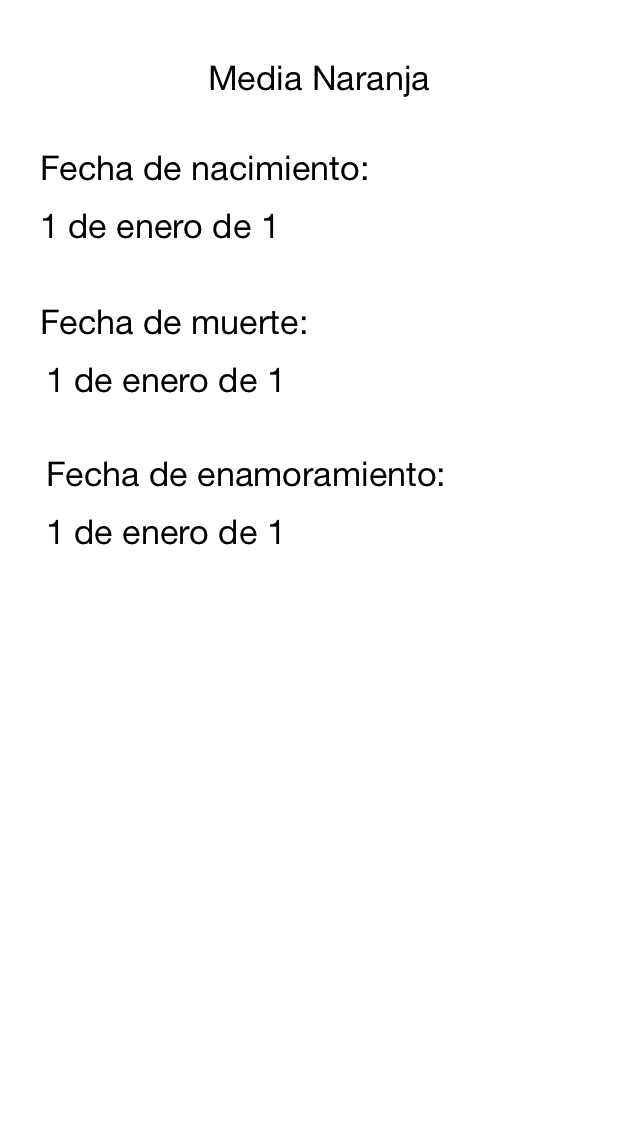 Media Naranja
Fecha de nacimiento:
1 de enero de 1
Fecha de muerte:
1 de enero de 1
Fecha de enamoramiento:
1 de enero de 1